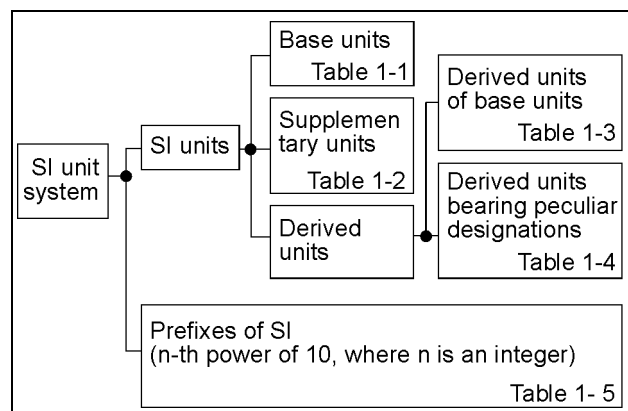 SI unit
system
SI units
Base units
Table 1-1
Supplemen
tary units
Table 1-2
Derived
units
Derived units
of base units
Table 1-3
Derived units
bearing peculiar
designations
Table 1-4
Prefixes of SI
(n-th power of 10, where n is an integer)
Table 1- 5